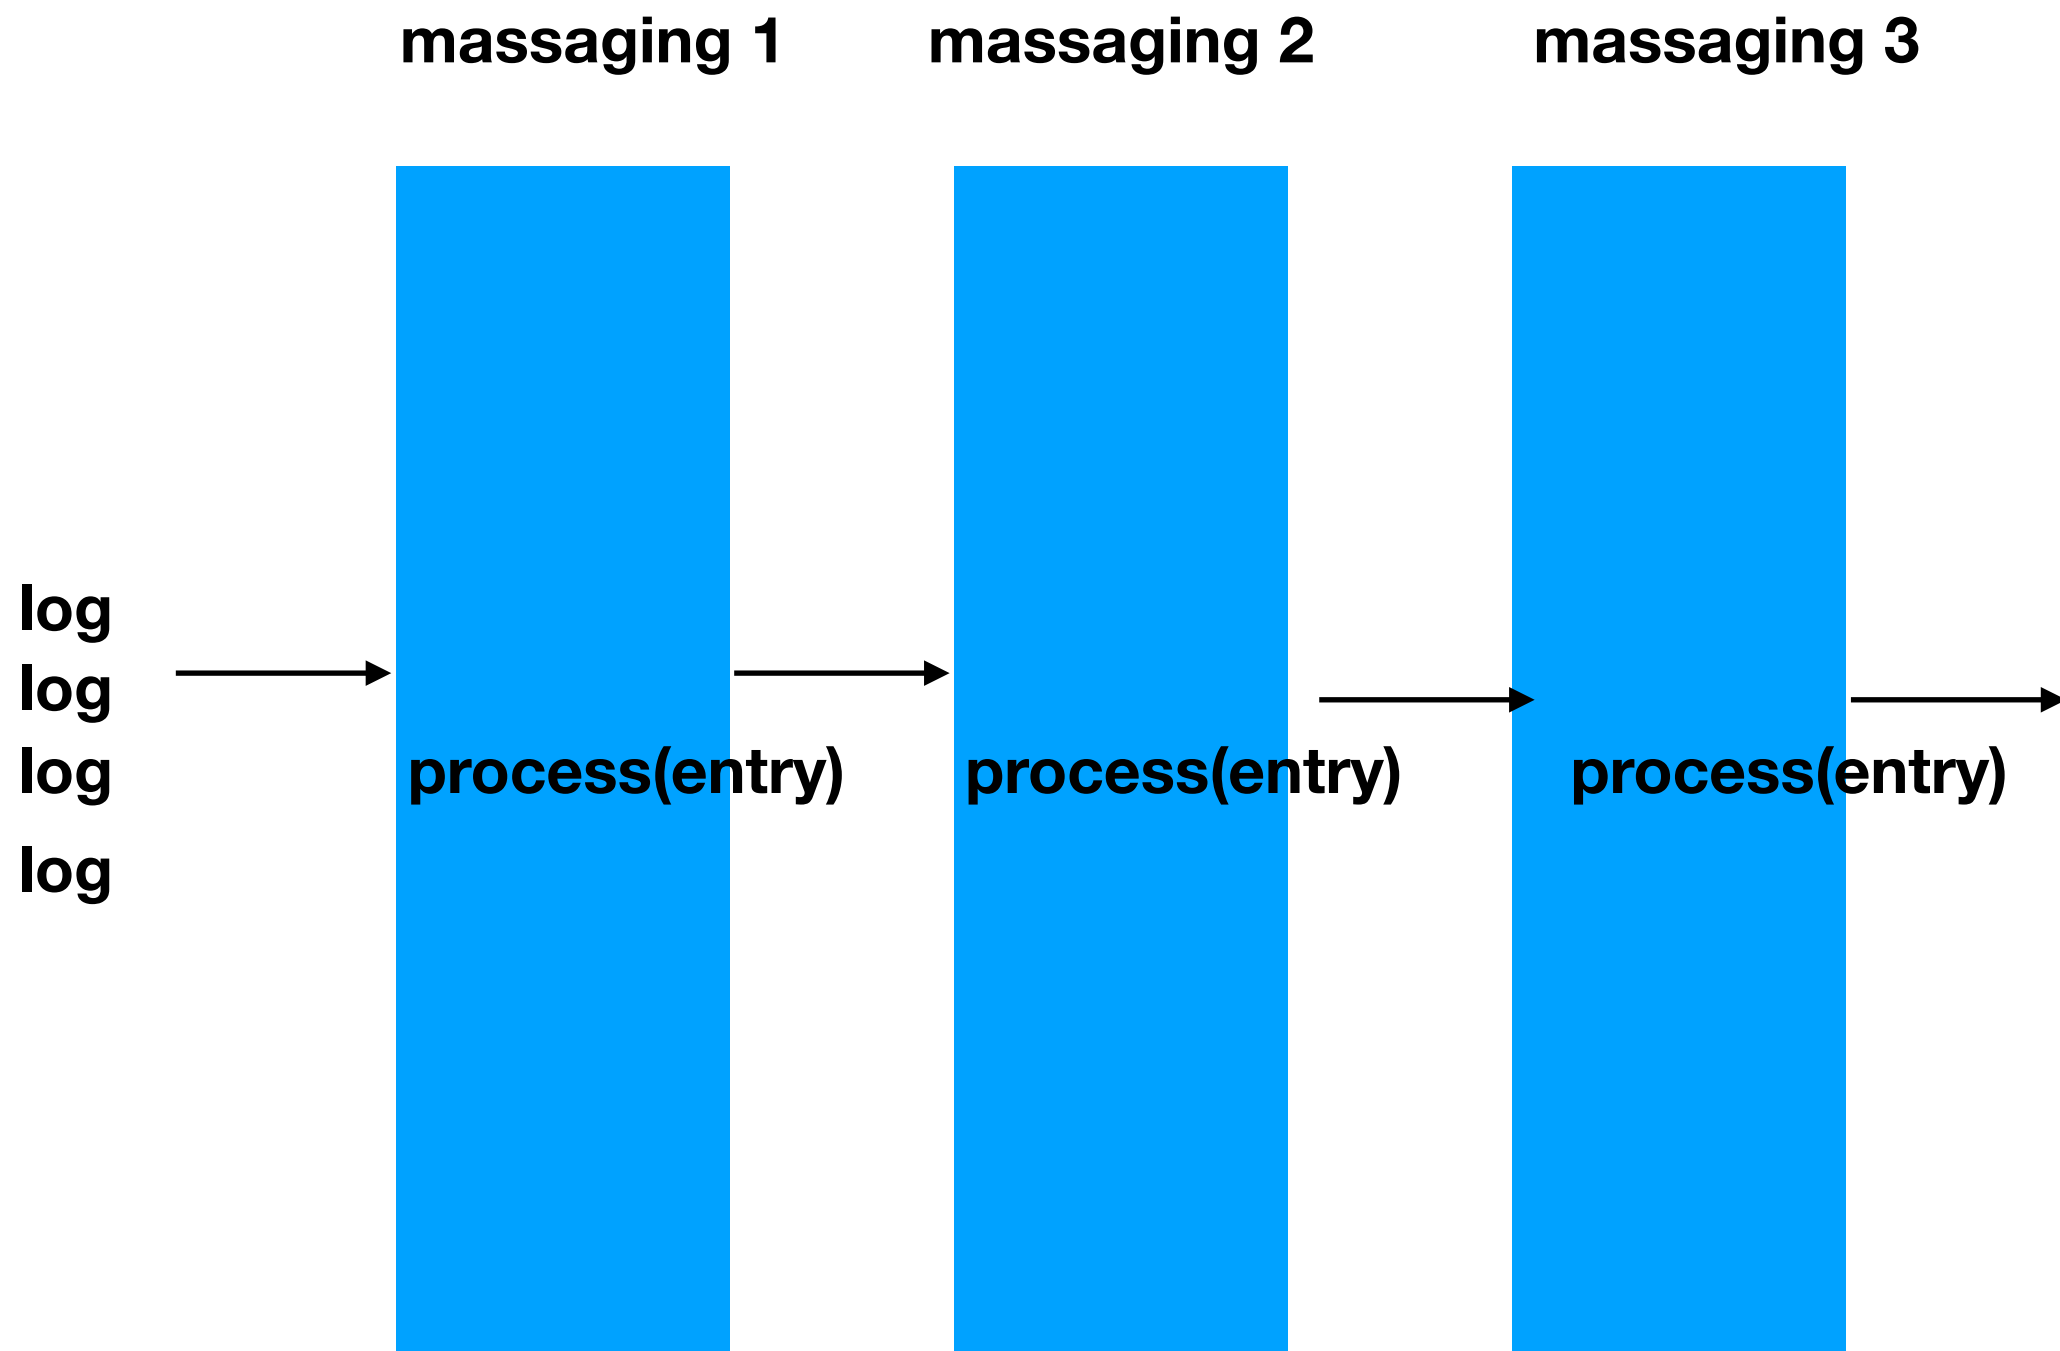 massaging 1
massaging 2
massaging 3
log
log
log
process(entry)
process(entry)
process(entry)
log